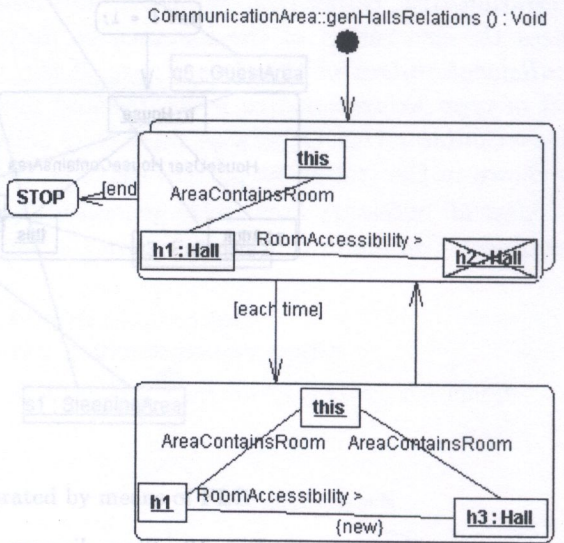 CommunicationArea::genHallsRelations () : Void
this
STOP
[end
AreaContainsRoom
RoomAccessibility >
h1 : Hall
h2 : Hall
[each time]
this
AreaContainsRoom AreaContainsRoom
h1
RoomAccessibility >
{new}
h3 : Hall